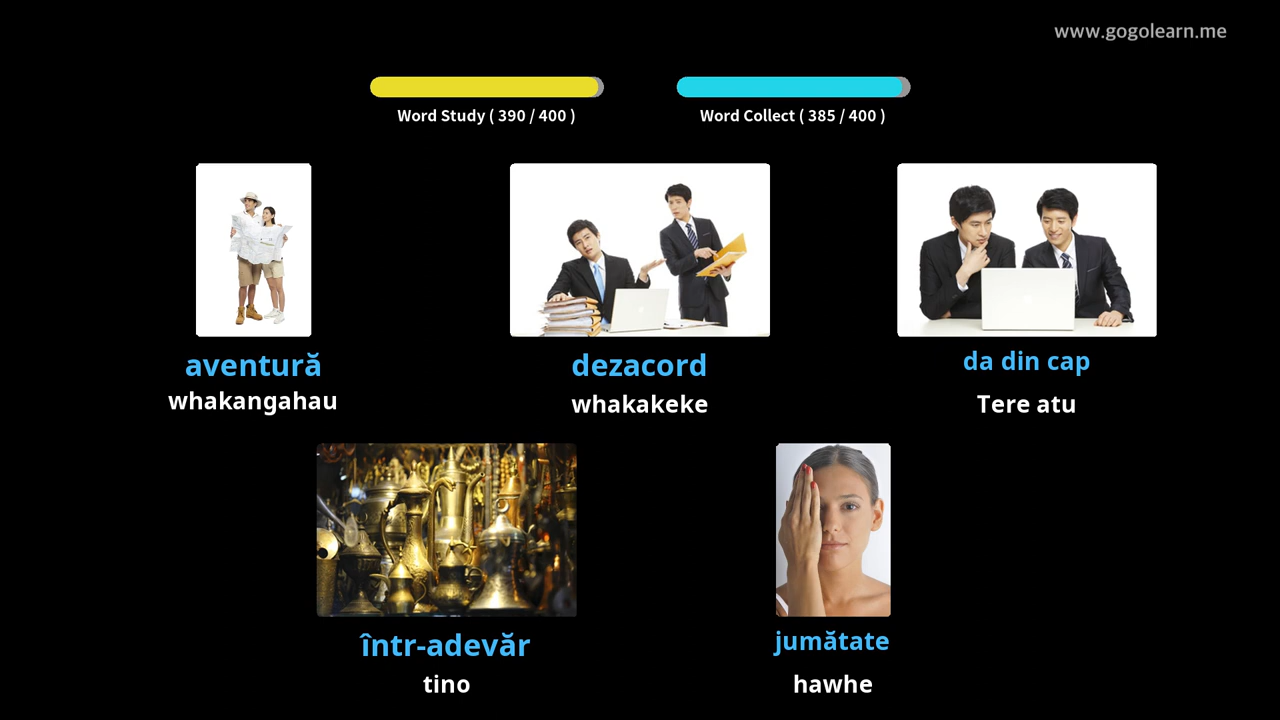 www.gogolearn.me
Word Study ( 390 / 400 )
Word Collect ( 385 / 400 )
aventură
whakangahau
dezacord
whakakeke
da din cap
Tere atu
într-adevăr
tino
jumătate
hawhe